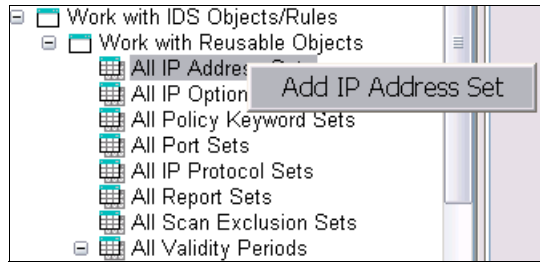 Work with IDS Objects/Rules
Work with Reusable Objects
All IP Address
Add IP Address Set
All IP Option
All Policy Keyword Sets
All Port Sets
All IP Protocol Sets
All Report Sets
All Scan Exclusion Sets
All Validity Periods